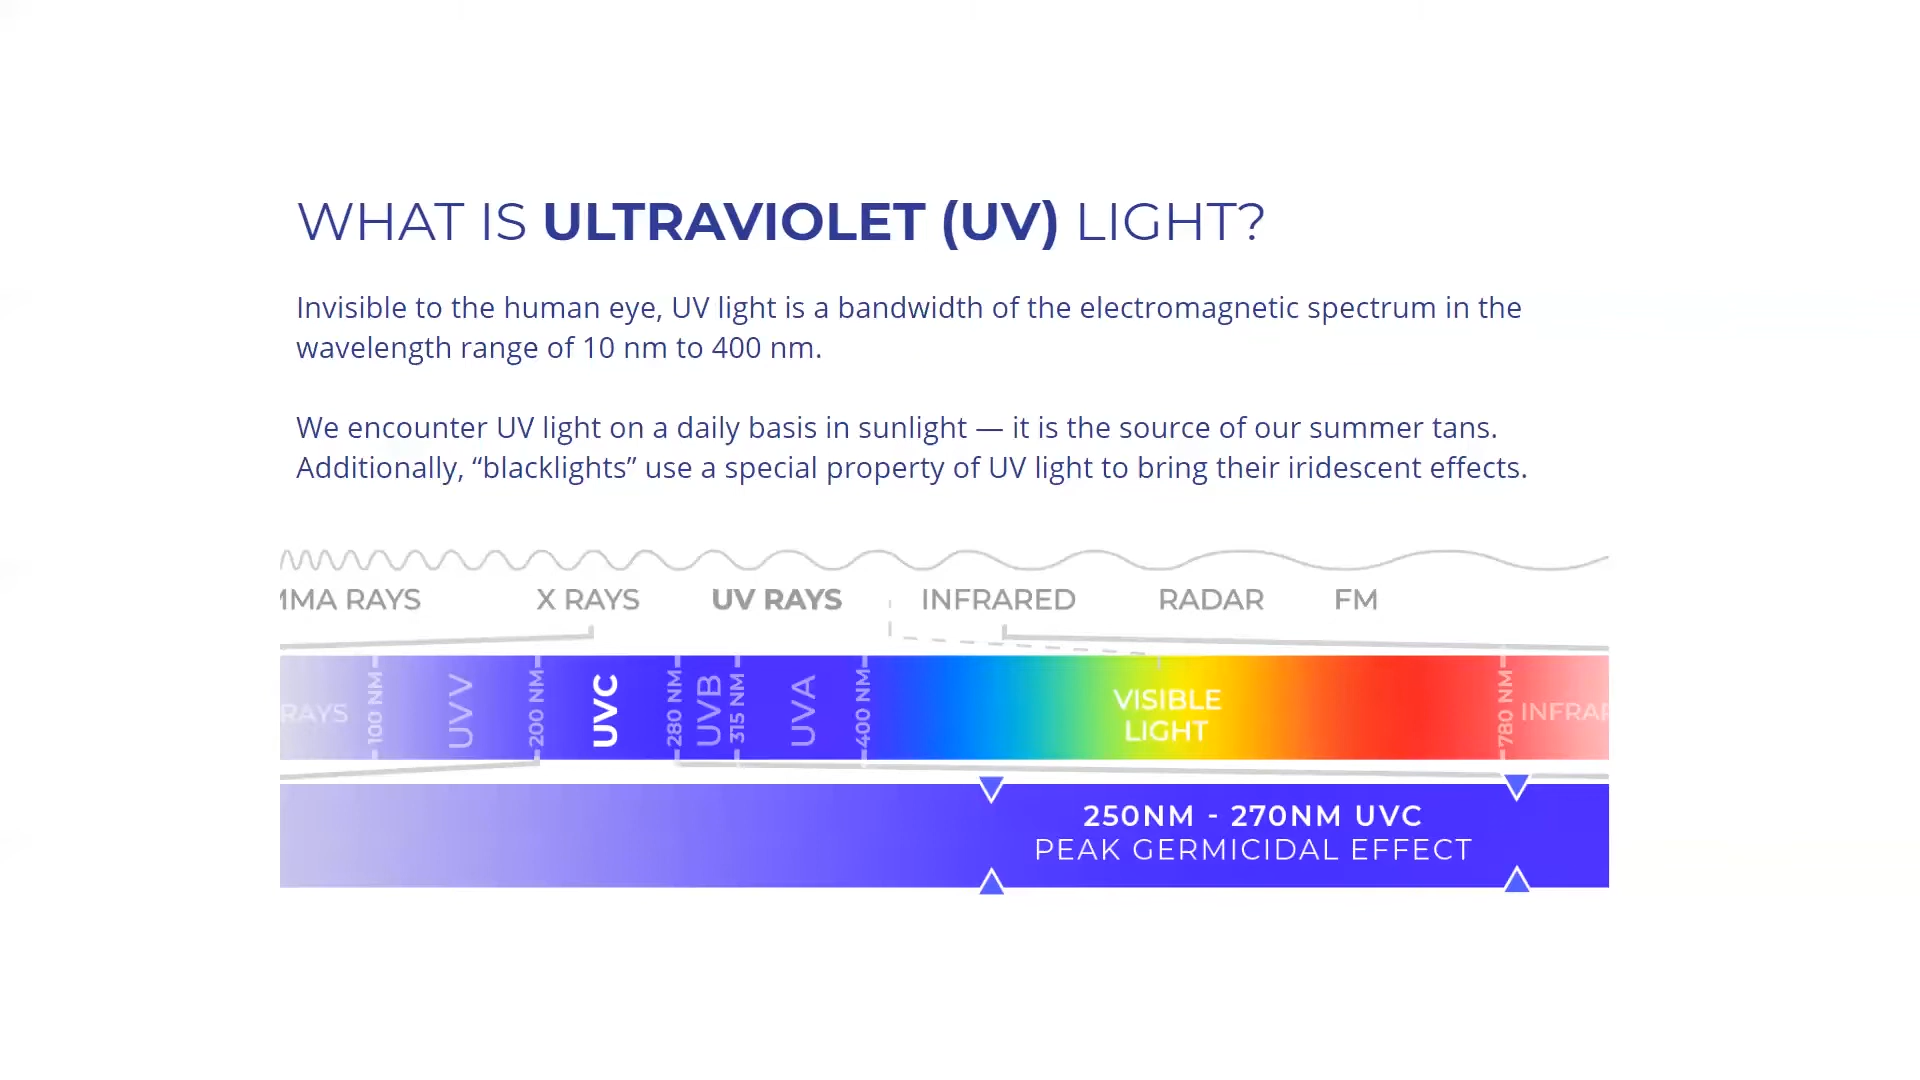 WHAT IS ULTRAVIOLET (UV) LIGHT?
Invisible to the human eye, UV light is a bandwidth of the electromagnetic spectrum in the
wavelength range of 10 nm to 400 nm.
We encounter UV light on a daily basis in sunlight — it is the source of our summer tans.
Additionally, “blacklights” use a special property of UV light to bring their iridescent effects.
MMA RAYS X RAYS UV RAYS INFRARED RADAR FM
RAYS 100 NM UVV 200 NM UVC 280 NM UVB 315 NM UVA 400 NM VISIBLE 780 NM INFRAR
LIGHT
250NM - 270NM UVC
PEAK GERMICIDAL EFFECT